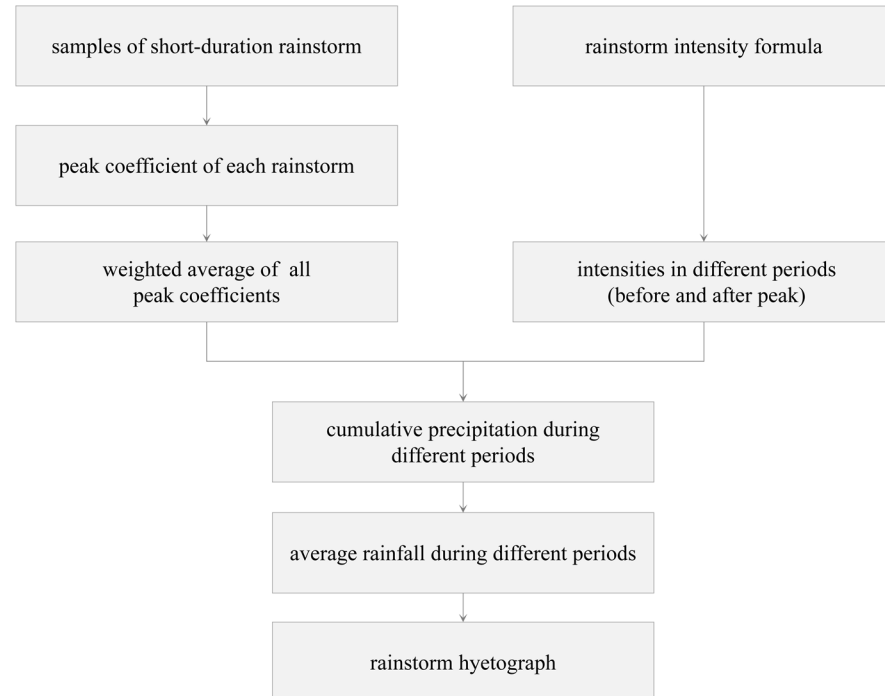 samples of short-duration rainstorm
rainstorm intensity formula
peak coefficient of each rainstorm
weighted average of all
peak coefficients
intensities in different periods
(before and after peak)
cumulative precipitation during
different periods
average rainfall during different periods
rainstorm hyetograph